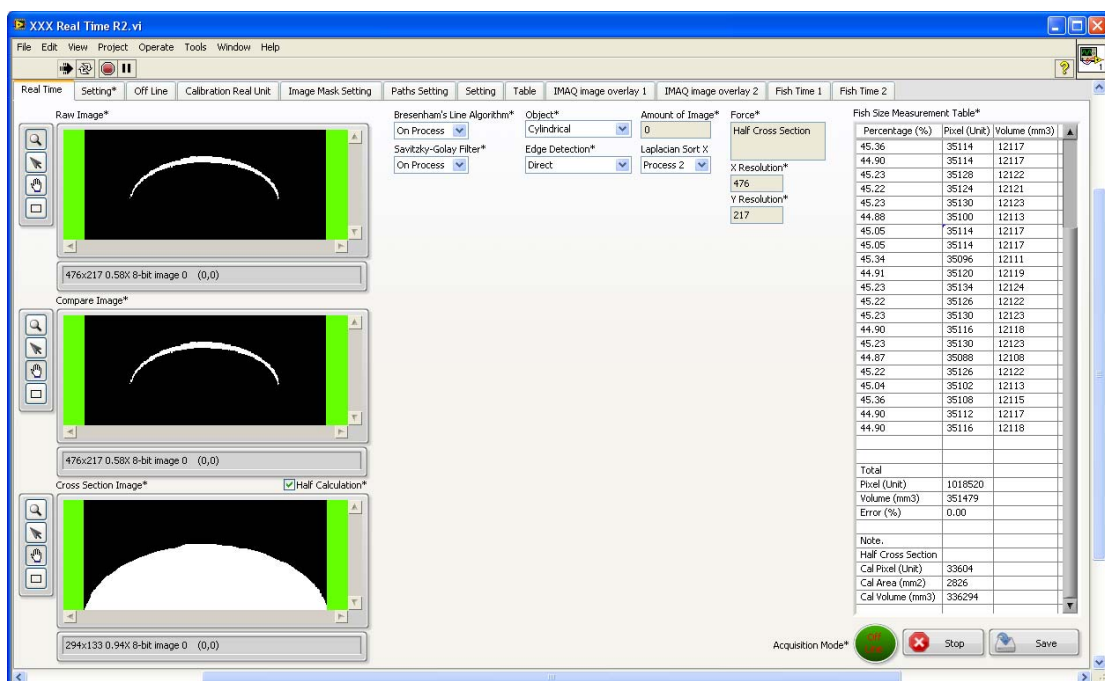 XXX Real Time R2.vi
File Edit View Project Operate Tools Window Help
Real Time Setting* Off Line Calibration Real Unit Image Mask Setting Paths Setting Setting Table IMAQ image overlay 1 IMAQ image overlay 2 Fish Time 1 Fish Time 2
Raw Image*
476x217 0.58X 8-bit image 0 (0,0)
Compare Image*
476x217 0.58X 8-bit image 0 (0,0)
Cross Section Image* Half Calculation*
294x133 0.94X 8-bit image 0 (0,0)
Bresenham's Line Algorithm* Object* Amount of Image* Force*
On Process Cylindrical 0 Half Cross Section
Savitzky-Golay Filter* Edge Detection* Laplacian Sort X
On Process Direct Process 2
X Resolution*
476
Y Resolution*
217
Fish Size Measurement Table*
Percentage (%) Pixel (Unit) Volume (mm3)
45.36 35114 12117
44.90 35114 12117
45.23 35128 12122
45.22 35124 12121
45.23 35130 12123
44.88 35100 12113
45.05 35114 12117
45.05 35114 12117
45.34 35096 12111
44.91 35120 12119
45.23 35134 12124
45.22 35126 12122
45.23 35130 12123
44.90 35116 12118
45.23 35130 12123
44.87 35088 12108
45.22 35126 12122
45.04 35102 12113
45.36 35108 12115
44.90 35112 12117
44.90 35116 12118
Total
Pixel (Unit) 1018520
Volume (mm3) 351479
Error (%) 0.00
Note.
Half Cross Section
Cal Pixel (Unit) 33604
Cal Area (mm2) 2826
Cal Volume (mm3) 336294
Acquisition Mode* Off Line Stop Save